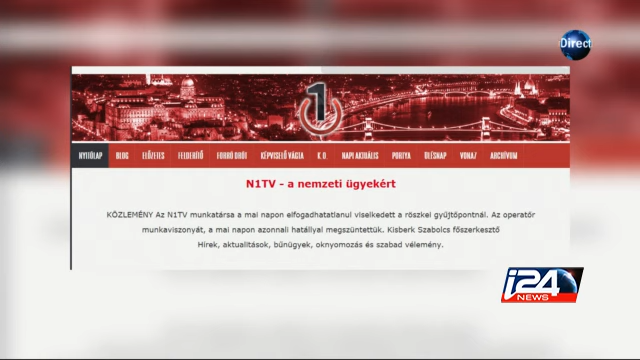 Direct
1
NYITÓLAP BLOG ELŐZETES FELDERÍTŐ FORRÓ DRÓT KÉPVISELŐ VÁGIA K. O. NAPI AKTUÁLIS PORTYA ÜLÉSNAP VONAZ ARCHÍVUM
N1TV - a nemzeti ügyekért
KÖZLEMÉNY Az N1TV munkatársa a mai napon elfogadhatatlanul viselkedett a röszkei gyűjtőpontnál. Az operatőr
munkaviszonyát, a mai napon azonnali hatállyal megszüntettük. Kisberk Szabolcs főszerkesztő
Hírek, aktualitások, bűnügyek, oknyomozás és szabad vélemény.
i24
NEWS